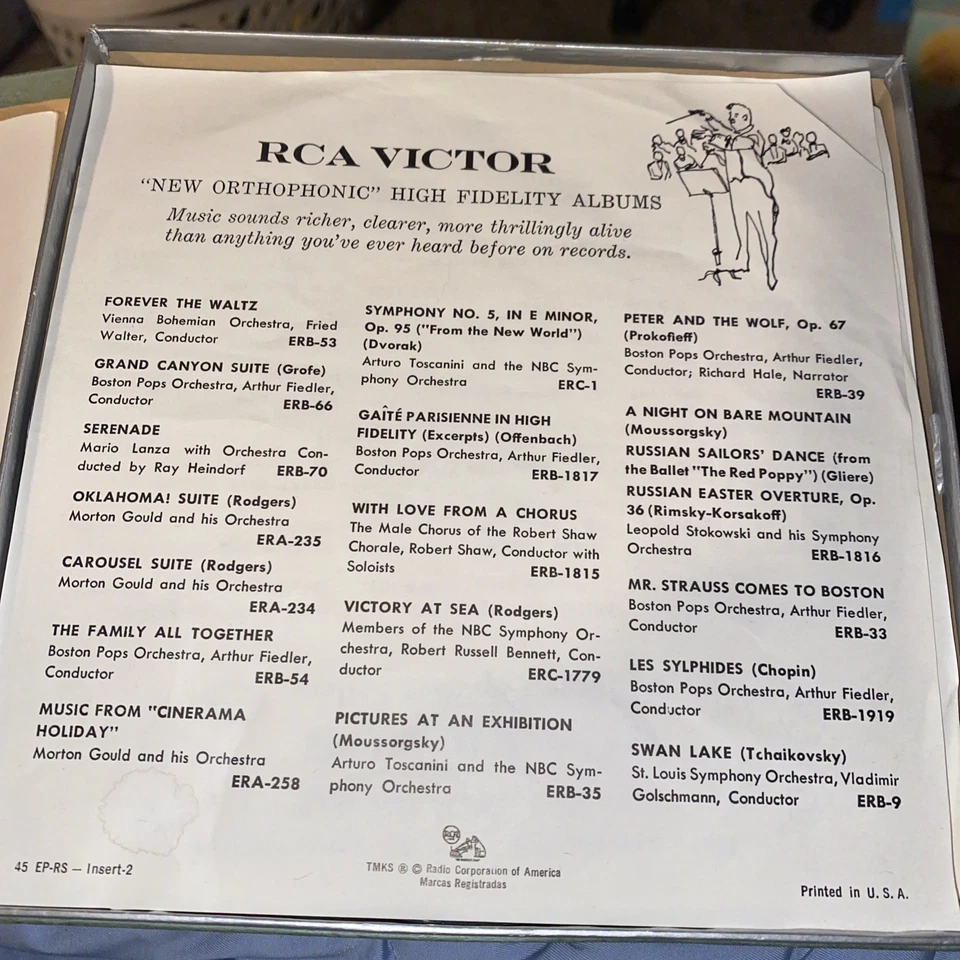 RCA VICTOR
"NEW ORTHOPHONIC" HIGH FIDELITY ALBUMS
Music sounds richer, clearer, more thrillingly alive
than anything you've ever heard before on records.
FOREVER THE WALTZ
Vienna Bohemian Orchestra, Fried
Walter, Conductor ERB-53
GRAND CANYON SUITE (Grofe)
Boston Pops Orchestra, Arthur Fiedler,
Conductor ERB-66
SERENADE
Mario Lanza with Orchestra Con-
ducted by Ray Heindorf ERB-70
OKLAHOMA! SUITE (Rodgers)
Morton Gould and his Orchestra
ERA-235
CAROUSEL SUITE (Rodgers)
Morton Gould and his Orchestra
ERA-234
THE FAMILY ALL TOGETHER
Boston Pops Orchestra, Arthur Fiedler,
Conductor ERB-54
MUSIC FROM "CINERAMA
HOLIDAY"
Morton Gould and his Orchestra
ERA-258
SYMPHONY NO. 5, IN E MINOR,
Op. 95 ("From the New World")
(Dvorak)
Arturo Toscanini and the NBC Sym-
phony Orchestra ERC-1
GAÎTÉ PARISIENNE IN HIGH
FIDELITY (Excerpts) (Offenbach)
Boston Pops Orchestra, Arthur Fiedler,
Conductor ERB-1817
WITH LOVE FROM A CHORUS
The Male Chorus of the Robert Shaw
Chorale, Robert Shaw, Conductor with
Soloists ERB-1815
VICTORY AT SEA (Rodgers)
Members of the NBC Symphony Or-
chestra, Robert Russell Bennett, Con-
ductor ERC-1779
PICTURES AT AN EXHIBITION
(Moussorgsky)
Arturo Toscanini and the NBC Sym-
phony Orchestra ERB-35
PETER AND THE WOLF, Op. 67
(Prokofieff)
Boston Pops Orchestra, Arthur Fiedler,
Conductor; Richard Hale, Narrator
ERB-39
A NIGHT ON BARE MOUNTAIN
(Moussorgsky)
RUSSIAN SAILORS' DANCE (from
the Ballet "The Red Poppy") (Gliere)
RUSSIAN EASTER OVERTURE, Op.
36 (Rimsky-Korsakoff)
Leopold Stokowski and his Symphony
Orchestra ERB-1816
MR. STRAUSS COMES TO BOSTON
Boston Pops Orchestra, Arthur Fiedler,
Conductor ERB-33
LES SYLPHIDES (Chopin)
Boston Pops Orchestra, Arthur Fiedler,
Conductor ERB-1919
SWAN LAKE (Tchaikovsky)
St. Louis Symphony Orchestra, Vladimir
Golschmann, Conductor ERB-9
RCA
45 EP-RS — Insert-2
TMKS ® © Radio Corporation of America
Marcas Registradas
Printed in U. S. A.